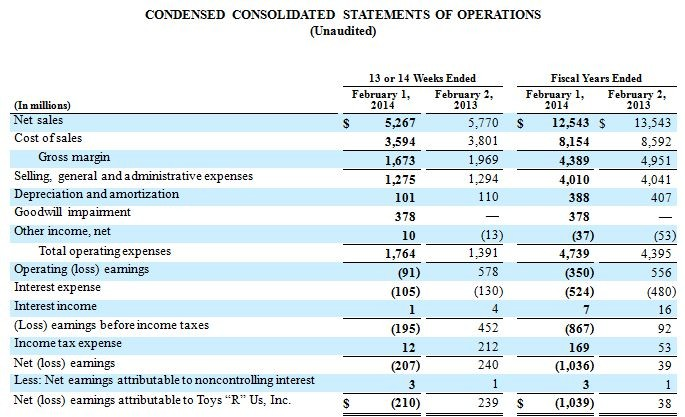 CONDENSED CONSOLIDATED STATEMENTS OF OPERATIONS
(Unaudited)
13 or 14 Weeks Ended Fiscal Years Ended
(In millions) February 1, 2014 February 2, 2013 February 1, 2014 February 2, 2013
Net sales $ 5,267 5,770 $ 12,543 $ 13,543
Cost of sales 3,594 3,801 8,154 8,592
Gross margin 1,673 1,969 4,389 4,951
Selling, general and administrative expenses 1,275 1,294 4,010 4,041
Depreciation and amortization 101 110 388 407
Goodwill impairment 378 — 378 —
Other income, net 10 (13) (37) (53)
Total operating expenses 1,764 1,391 4,739 4,395
Operating (loss) earnings (91) 578 (350) 556
Interest expense (105) (130) (524) (480)
Interest income 1 4 7 16
(Loss) earnings before income taxes (195) 452 (867) 92
Income tax expense 12 212 169 53
Net (loss) earnings (207) 240 (1,036) 39
Less: Net earnings attributable to noncontrolling interest 3 1 3 1
Net (loss) earnings attributable to Toys “R” Us, Inc. $ (210) 239 $ (1,039) 38